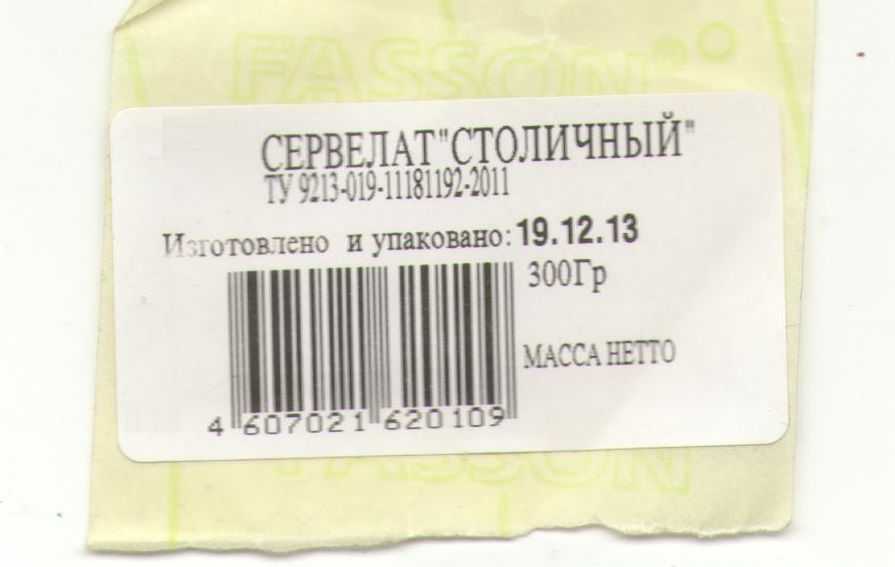 FASSON®
СЕРВЕЛАТ"СТОЛИЧНЫЙ"
ТУ 9213-019-11181192-2011
Изготовлено и упаковано: 19.12.13
300Гр
МАССА НЕТТО
4 607021 620109
FASSON